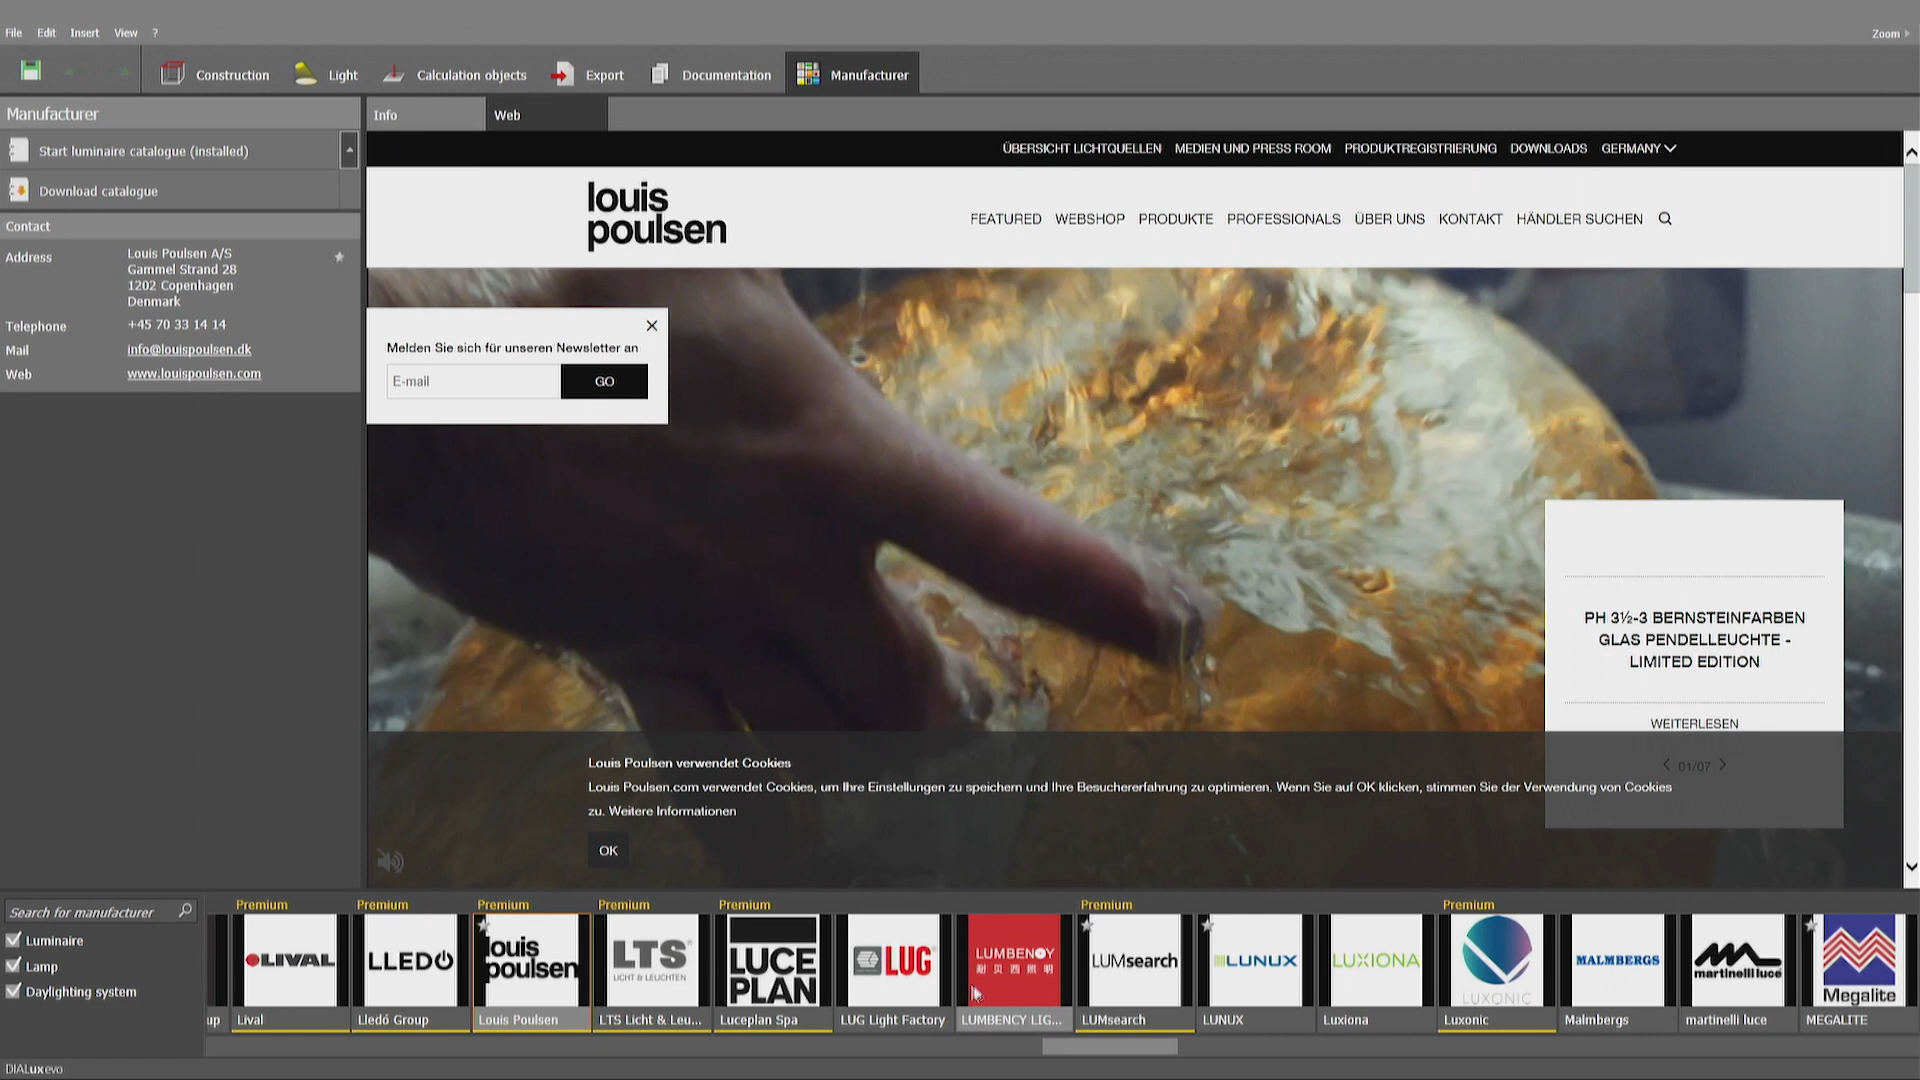 File Edit Insert View ?
Zoom
Construction Light Calculation objects Export Documentation Manufacturer
Manufacturer
Info Web
Start luminaire catalogue (installed)
Download catalogue
Contact
Address
Louis Poulsen A/S
Gammel Strand 28
1202 Copenhagen
Denmark
Telephone +45 70 33 14 14
Mail info@louispoulsen.dk
Web www.louispoulsen.com
ÜBERSICHT LICHTQUELLEN MEDIEN UND PRESS ROOM PRODUKTREGISTRIERUNG DOWNLOADS GERMANY
louis
poulsen
FEATURED WEBSHOP PRODUKTE PROFESSIONALS ÜBER UNS KONTAKT HÄNDLER SUCHEN
Melden Sie sich für unseren Newsletter an
E-mail GO
PH 3½-3 BERNSTEINFARBEN
GLAS PENDELLEUCHTE -
LIMITED EDITION
WEITERLESEN
01/07
Louis Poulsen verwendet Cookies
Louis Poulsen.com verwendet Cookies, um Ihre Einstellungen zu speichern und Ihre Besuchererfahrung zu optimieren. Wenn Sie auf OK klicken, stimmen Sie der Verwendung von Cookies
zu. Weitere Informationen
OK
Search for manufacturer
Luminaire
Lamp
Daylighting system
Premium Premium Premium Premium Premium Premium Premium
LIVAL
LLEDÓ
louis
poulsen
LTS
LICHT & LEUCHTEN
LUCE
PLAN
LUG
LUMBENCY
耐 贝 西 照 明
LUMsearch
LUNUX
LUXIONA
LUXONIC
MALMBERGS
martinelli luce
Megalite
up Lival Lledó Group Louis Poulsen LTS Licht & Leu... Luceplan Spa LUG Light Factory LUMBENCY LIG... LUMsearch LUNUX Luxiona Luxonic Malmbergs martinelli luce MEGALITE
DIALux evo